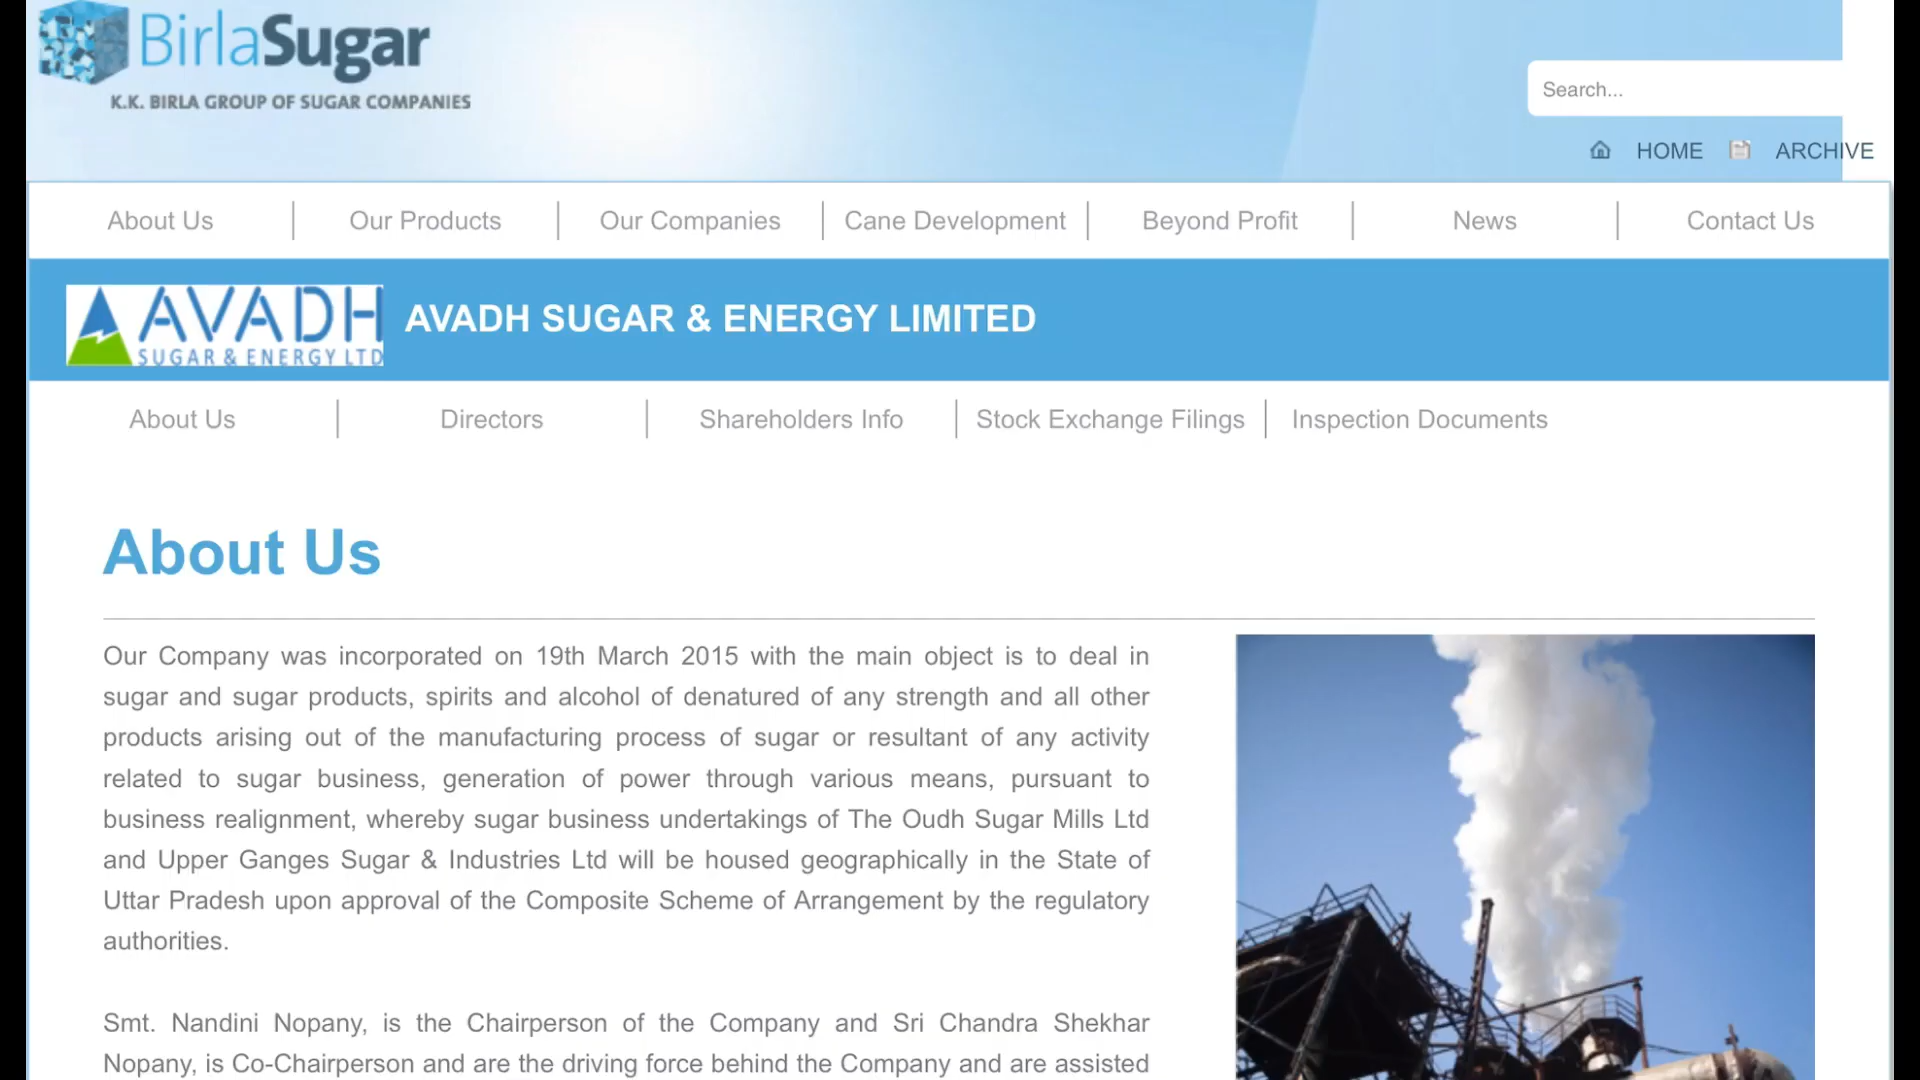 BirlaSugar
K.K. BIRLA GROUP OF SUGAR COMPANIES
Search...
HOME ARCHIVE
About Us Our Products Our Companies Cane Development Beyond Profit News Contact Us
AVADH
SUGAR & ENERGY LTD
AVADH SUGAR & ENERGY LIMITED
About Us Directors Shareholders Info Stock Exchange Filings Inspection Documents
About Us
Our Company was incorporated on 19th March 2015 with the main object is to deal in
sugar and sugar products, spirits and alcohol of denatured of any strength and all other
products arising out of the manufacturing process of sugar or resultant of any activity
related to sugar business, generation of power through various means, pursuant to
business realignment, whereby sugar business undertakings of The Oudh Sugar Mills Ltd
and Upper Ganges Sugar & Industries Ltd will be housed geographically in the State of
Uttar Pradesh upon approval of the Composite Scheme of Arrangement by the regulatory
authorities.
Smt. Nandini Nopany, is the Chairperson of the Company and Sri Chandra Shekhar
Nopany, is Co-Chairperson and are the driving force behind the Company and are assisted